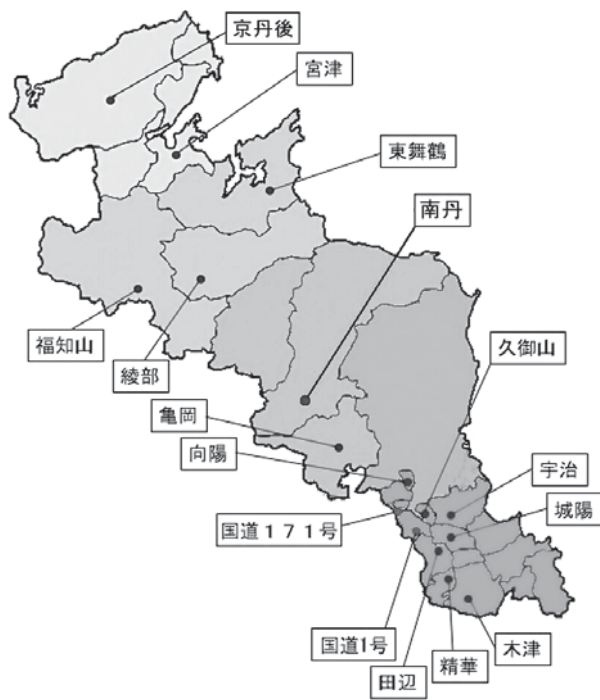 京丹後
宮津
東舞鶴
南丹
福知山
綾部
久御山
亀岡
向陽
宇治
城陽
国道171号
国道1号
田辺
精華
木津